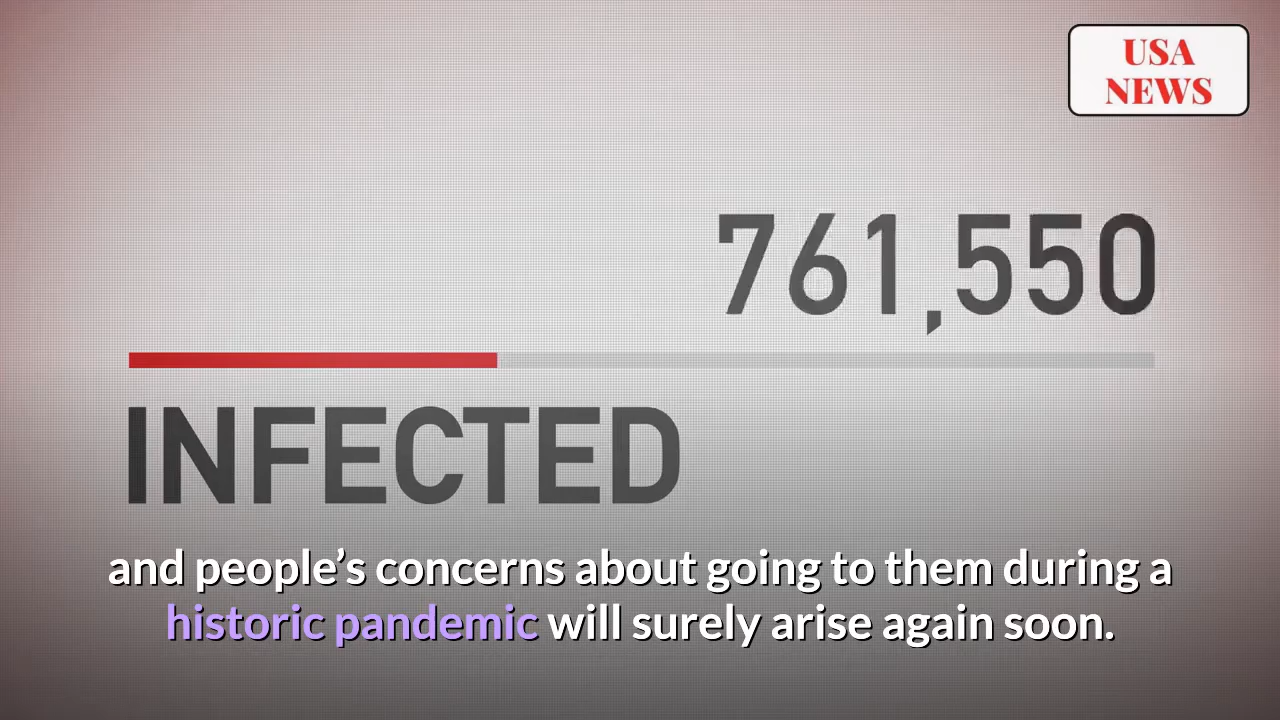 USA
NEWS
761,550
INFECTED
and people’s concerns about going to them during a
historic pandemic will surely arise again soon.